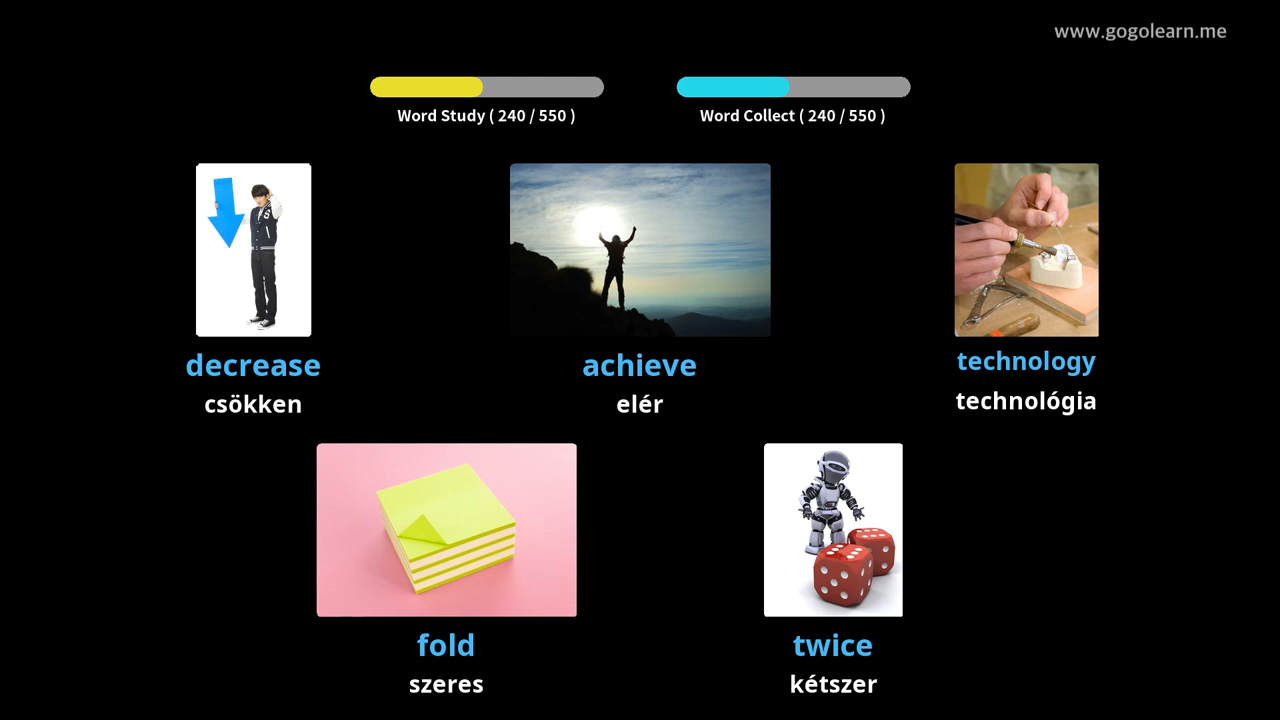 www.gogolearn.me
Word Study ( 240 / 550 )
Word Collect ( 240 / 550 )
decrease
csökken
achieve
elér
technology
technológia
fold
szeres
twice
kétszer